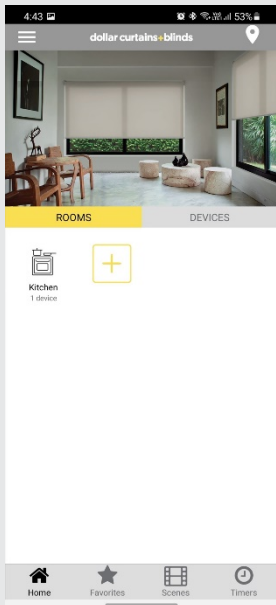 4:43 53%
dollar curtains+blinds
ROOMS DEVICES
Kitchen
1 device
Home Favorites Scenes Timers